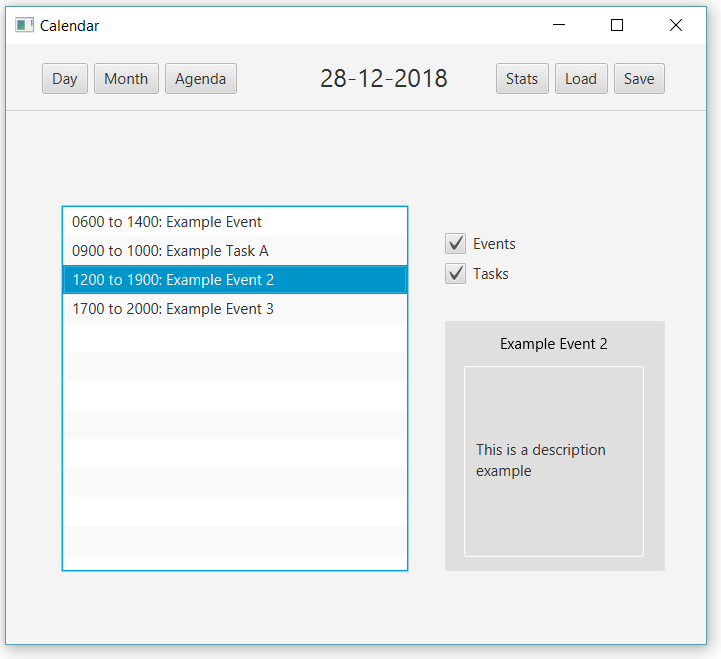 Calendar
Day Month Agenda 28-12-2018 Stats Load Save
0600 to 1400: Example Event
0900 to 1000: Example Task A
1200 to 1900: Example Event 2
1700 to 2000: Example Event 3
Events
Tasks
Example Event 2
This is a description
example